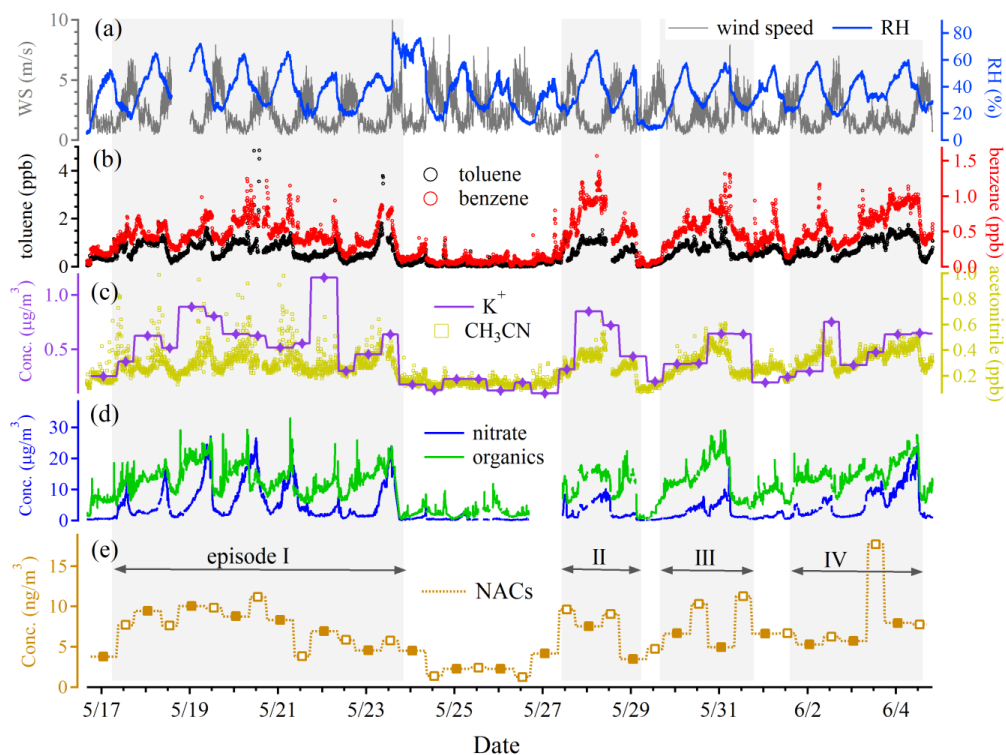 (a)
wind speed
RH
WS (m/s)
10
5
0
80
60
40
20
0
RH (%)
(b)
toluene
benzene
toluene (ppb)
4
2
0
1.5
1.0
0.5
0.0
benzene (ppb)
(c)
K+
CH3CN
Conc. (μg/m3)
1.0
0.5
1.0
0.8
0.6
0.4
0.2
acetonitrile (ppb)
(d)
nitrate
organics
Conc. (μg/m3)
30
20
10
0
(e)
episode I
II
III
IV
NACs
Conc. (ng/m3)
15
10
5
0
5/17
5/19
5/21
5/23
5/25
5/27
5/29
5/31
6/2
6/4
Date